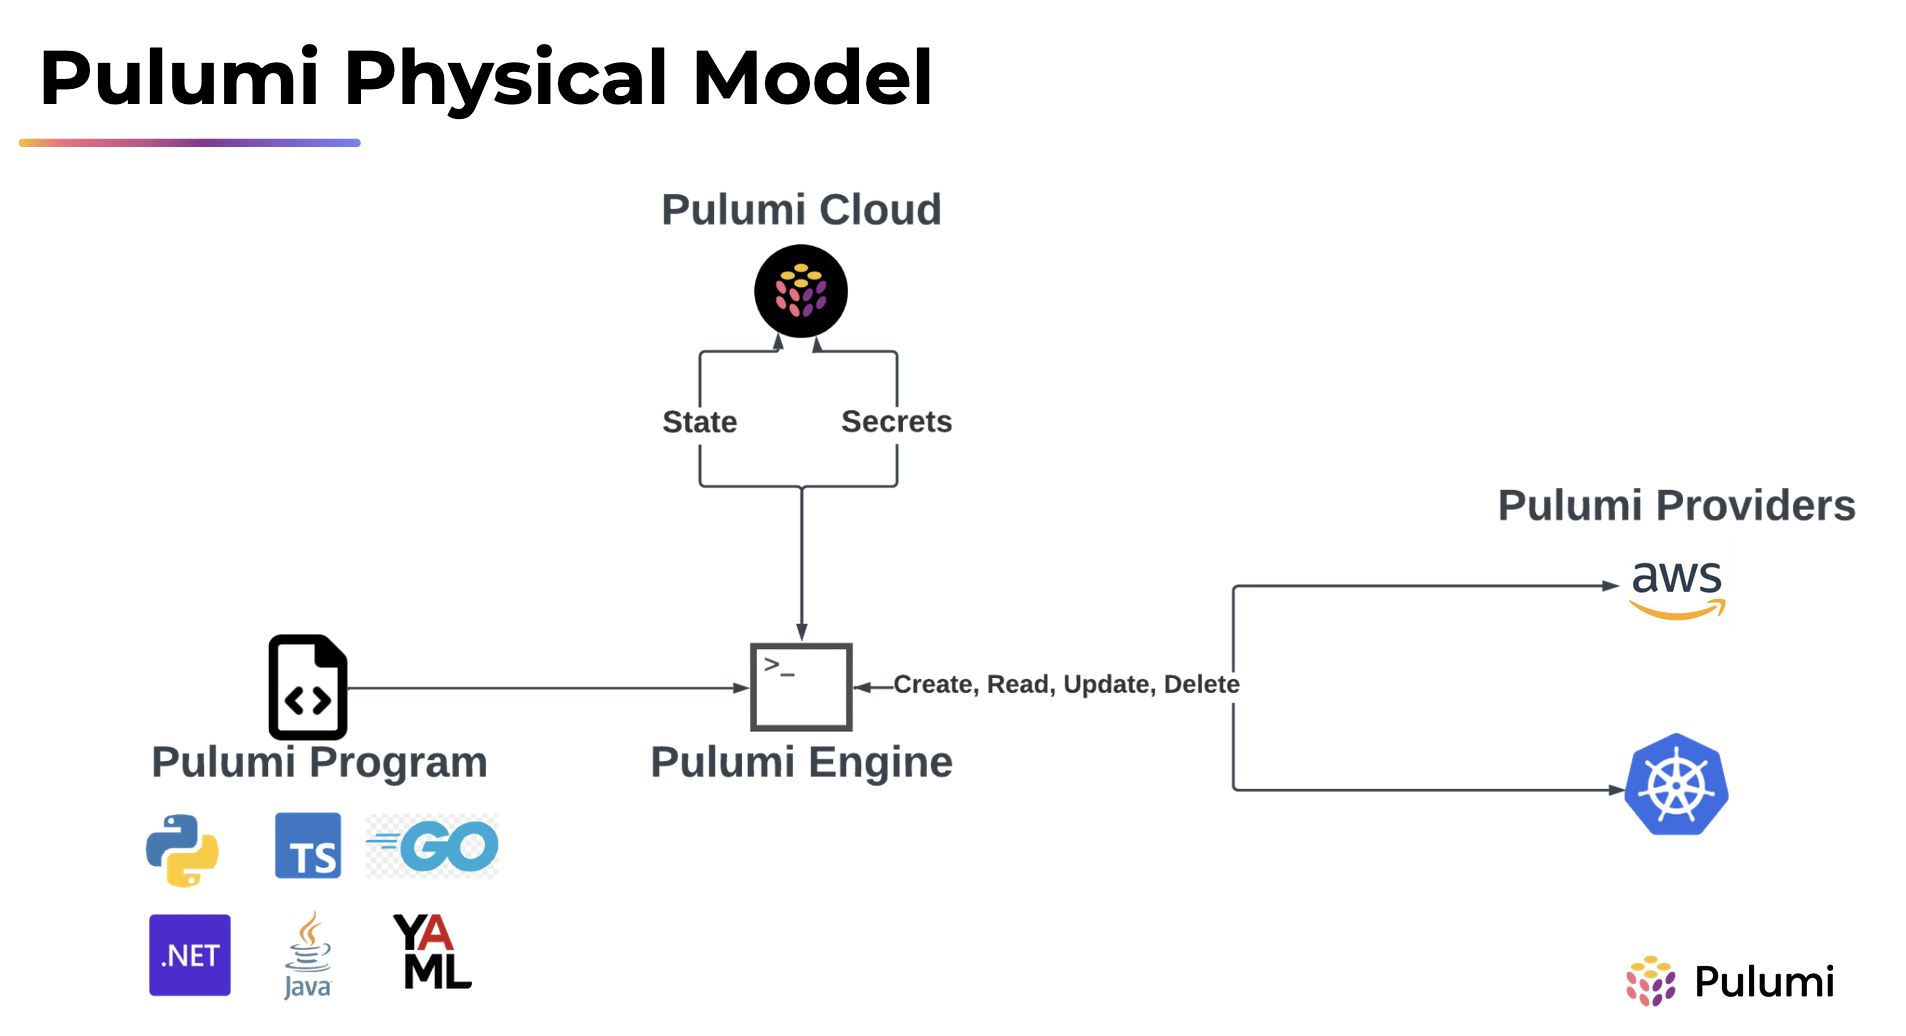 Pulumi Physical Model
Pulumi Cloud
State
Secrets
Pulumi Providers
aws
>_
Create, Read, Update, Delete
Pulumi Program
Pulumi Engine
TS
GO
.NET
Java
YA
ML
Pulumi